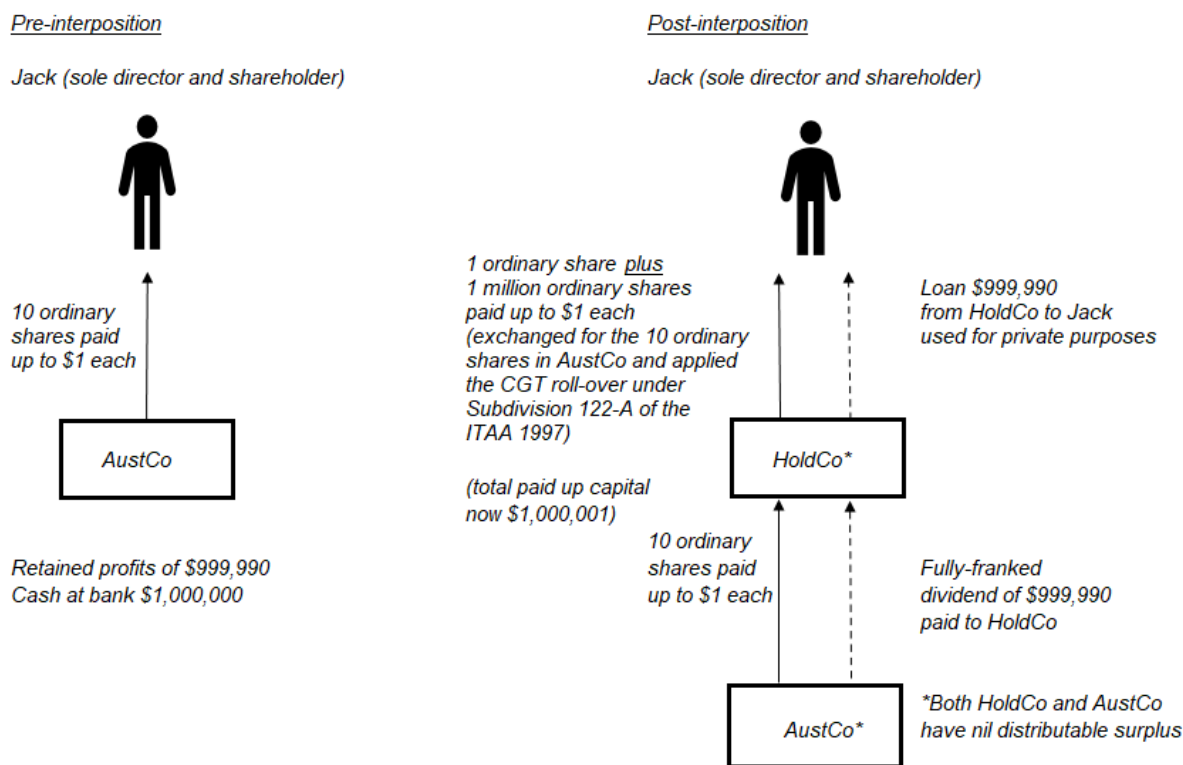 Pre-interposition
Jack (sole director and shareholder)
10 ordinary
shares paid
up to $1 each
AustCo
Retained profits of $999,990
Cash at bank $1,000,000
Post-interposition
Jack (sole director and shareholder)
1 ordinary share plus
1 million ordinary shares
paid up to $1 each
(exchanged for the 10 ordinary
shares in AustCo and applied
the CGT roll-over under
Subdivision 122-A of the
ITAA 1997)
(total paid up capital
now $1,000,001)
Loan $999,990
from HoldCo to Jack
used for private purposes
HoldCo*
10 ordinary
shares paid
up to $1 each
Fully-franked
dividend of $999,990
paid to HoldCo
AustCo*
*Both HoldCo and AustCo
have nil distributable surplus